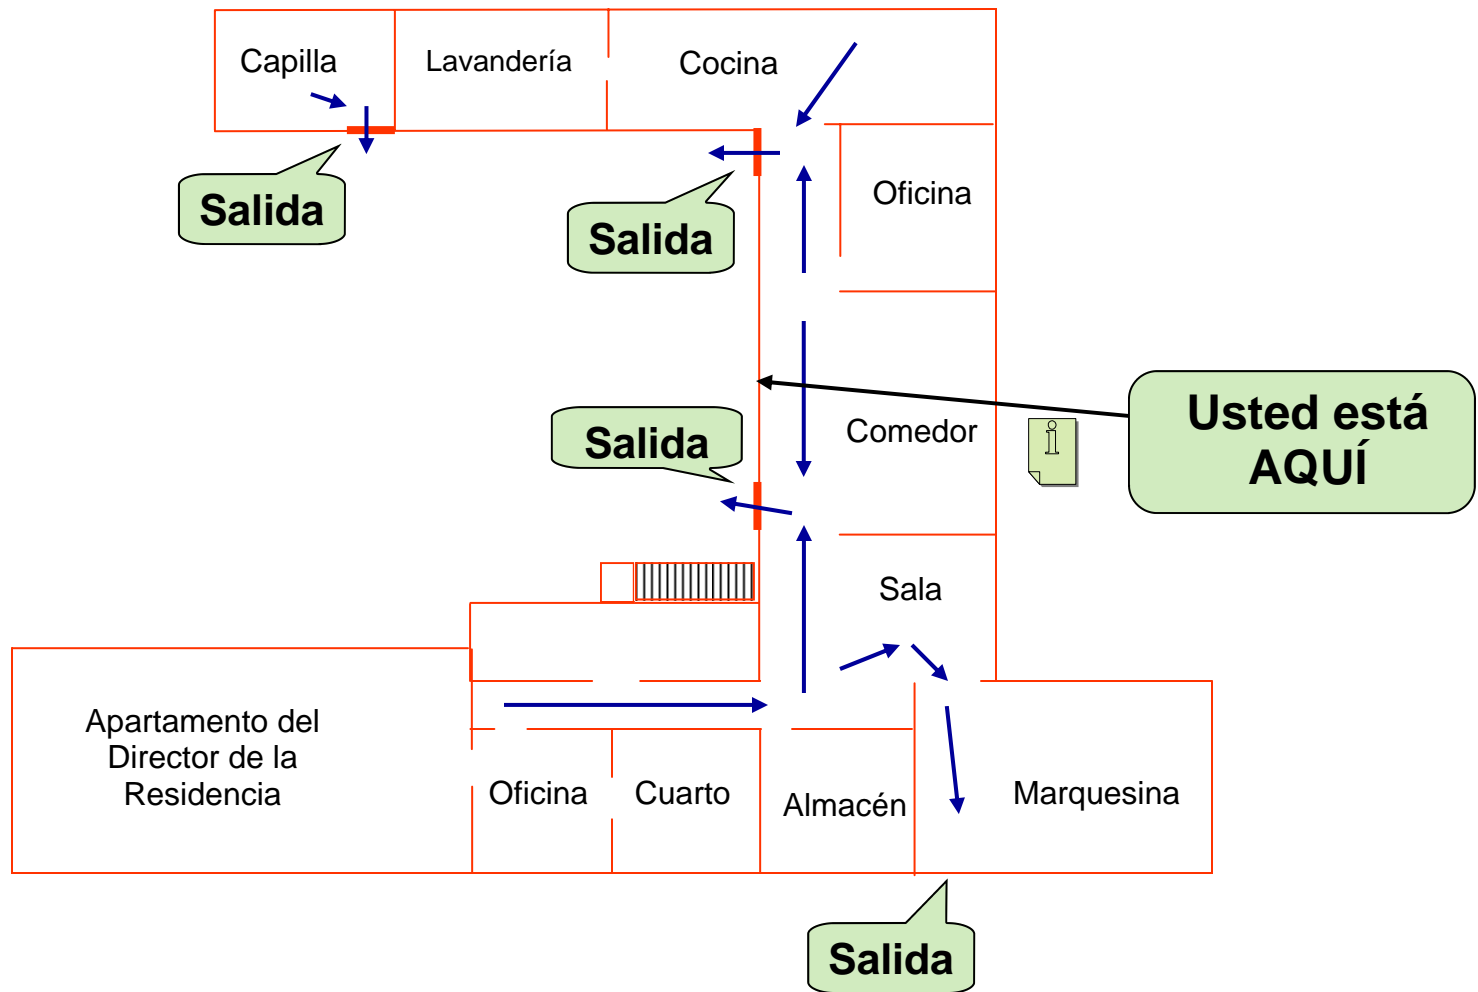 Capilla
Lavandería
Cocina
Salida
Salida
Oficina
Usted está
AQUÍ
Salida
Comedor
Sala
Apartamento del
Director de la
Residencia
Oficina
Cuarto
Almacén
Marquesina
Salida